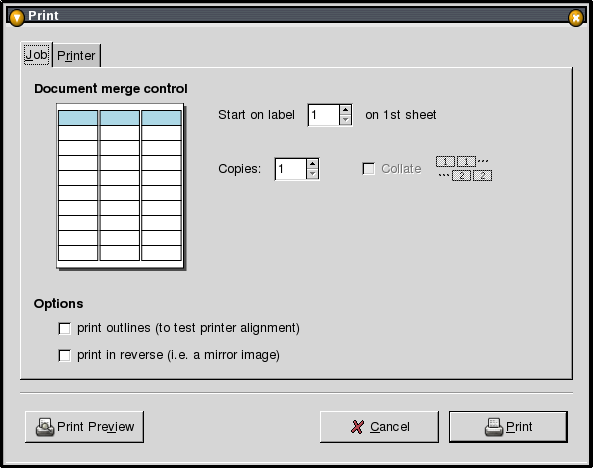 Print
Job Printer
Document merge control
Start on label 1 on 1st sheet
Copies: 1 Collate 1 1 ...
... 2 2
Options
print outlines (to test printer alignment)
print in reverse (i.e. a mirror image)
Print Preview Cancel Print